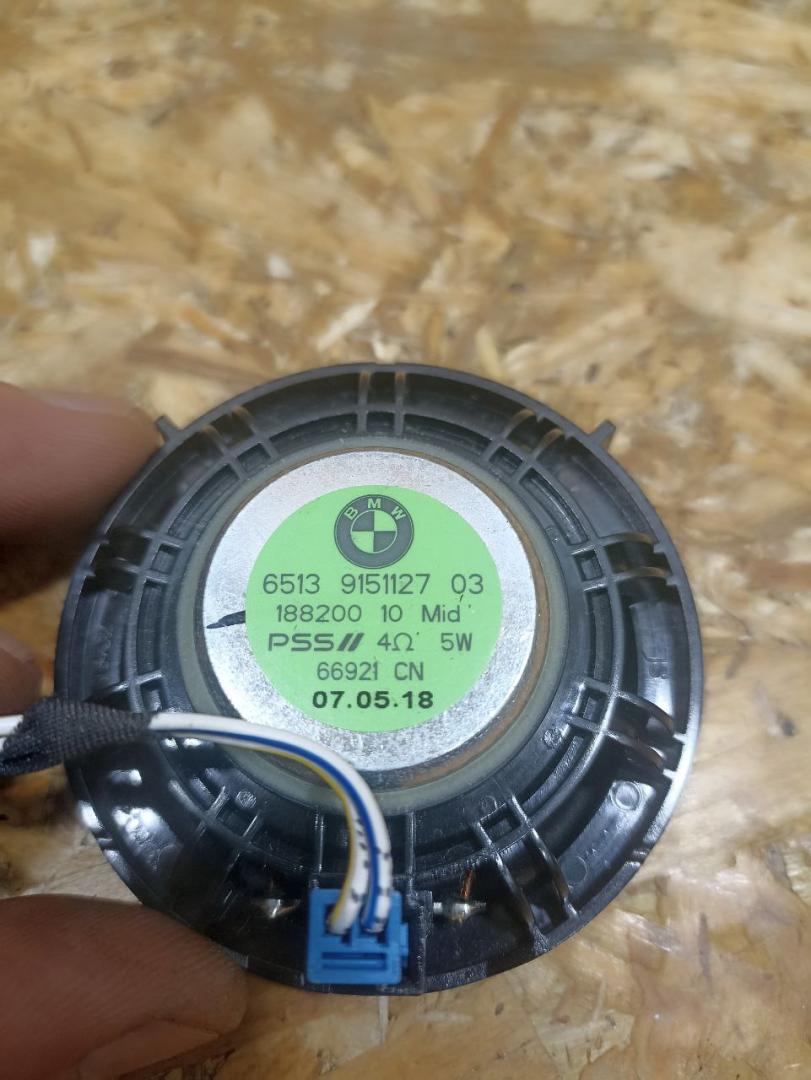 BMW
6513 9151127 03
188200 10 Mid
PSS// 4Ω 5W
66921 CN
07.05.18